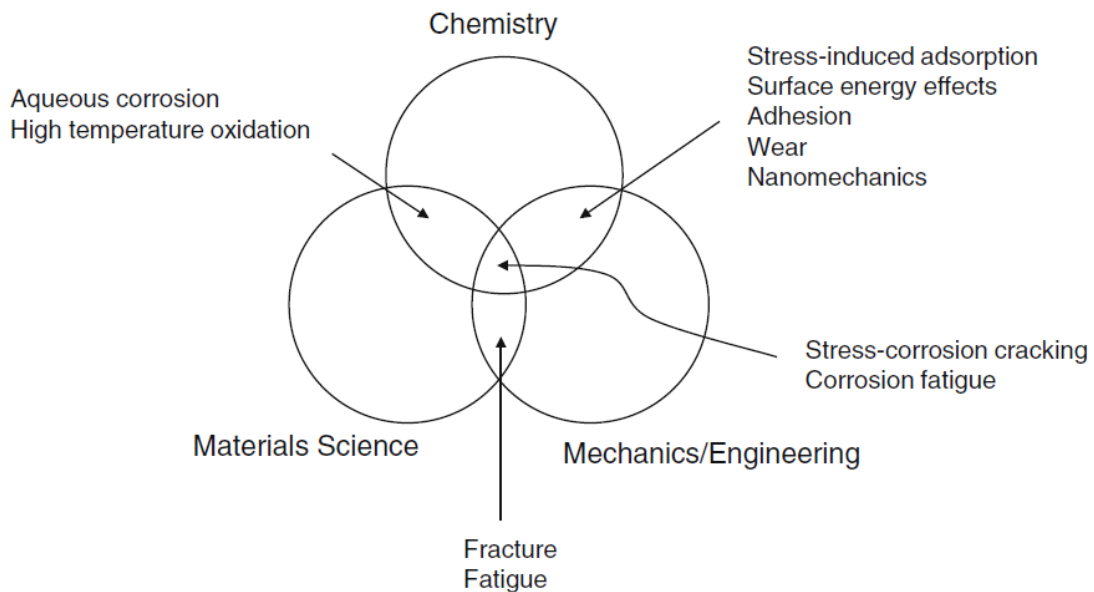 Chemistry
Aqueous corrosion
High temperature oxidation
Stress-induced adsorption
Surface energy effects
Adhesion
Wear
Nanomechanics
Stress-corrosion cracking
Corrosion fatigue
Materials Science
Mechanics/Engineering
Fracture
Fatigue